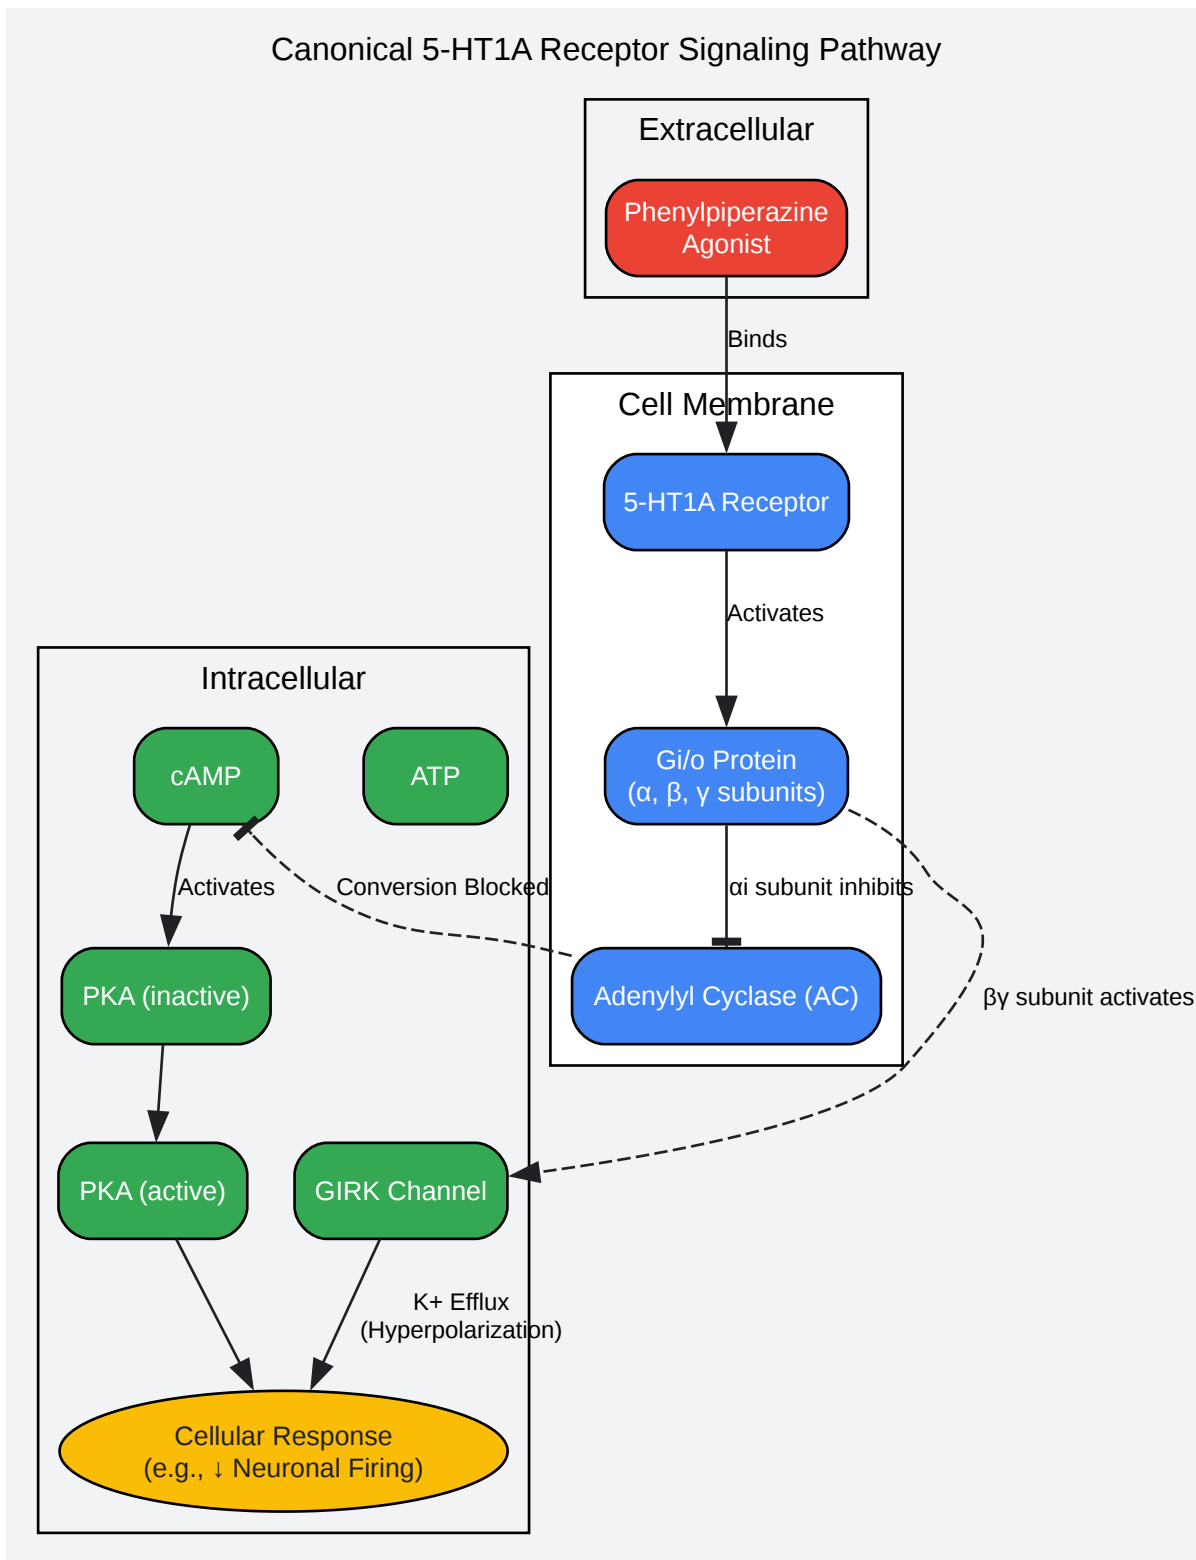 Canonical 5-HT1A Receptor Signaling Pathway
Extracellular
Phenylpiperazine
Agonist
Binds
Cell Membrane
5-HT1A Receptor
Activates
Intracellular
cAMP
ATP
Gi/o Protein
(α, β, γ subunits)
Activates
Conversion Blocked
αi subunit inhibits
PKA (inactive)
Adenylyl Cyclase (AC)
βγ subunit activates
PKA (active)
GIRK Channel
K+ Efflux
(Hyperpolarization)
Cellular Response
(e.g., ↓ Neuronal Firing)